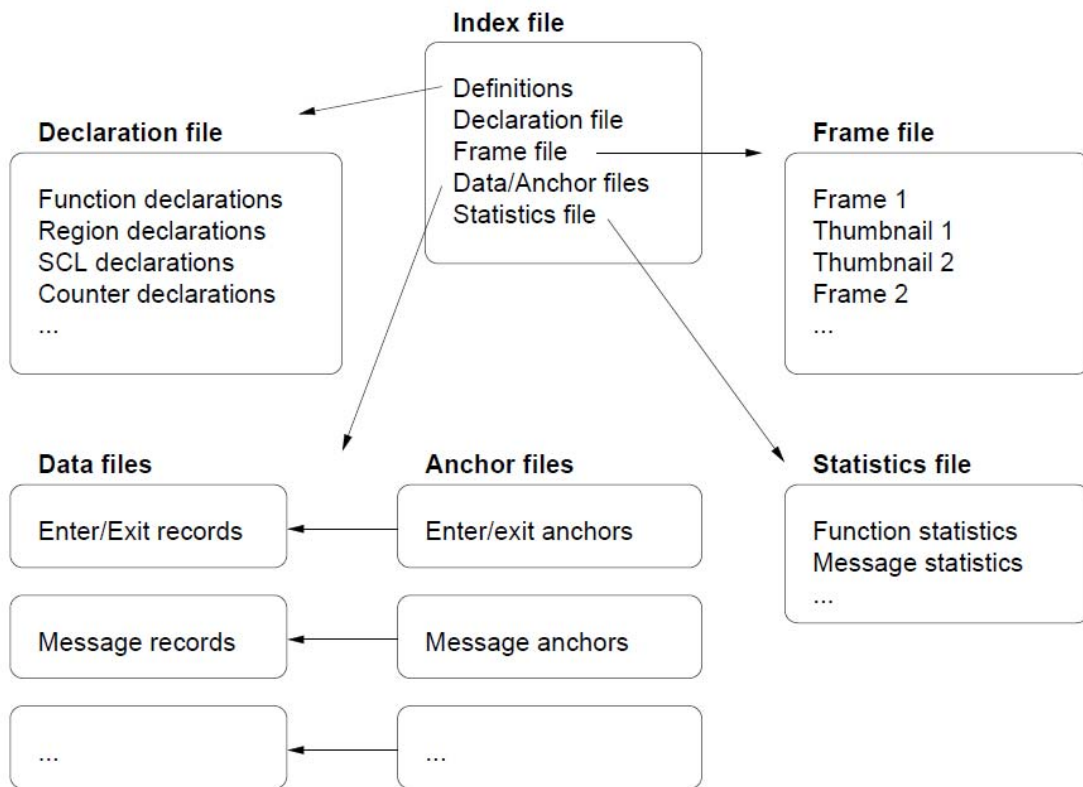 Index file
Definitions
Declaration file
Frame file
Data/Anchor files
Statistics file
Declaration file
Function declarations
Region declarations
SCL declarations
Counter declarations
...
Frame file
Frame 1
Thumbnail 1
Thumbnail 2
Frame 2
...
Data files
Enter/Exit records
Message records
...
Anchor files
Enter/exit anchors
Message anchors
...
Statistics file
Function statistics
Message statistics
...